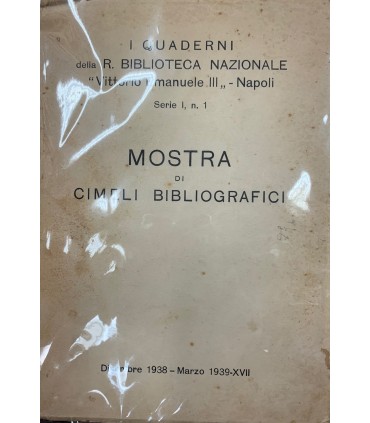 I QUADERNI
della R. BIBLIOTECA NAZIONALE
"Vittorio Emanuele III„ - Napoli
Serie I, n. 1
MOSTRA
DI
CIMELI BIBLIOGRAFICI
Dicembre 1938 - Marzo 1939-XVII